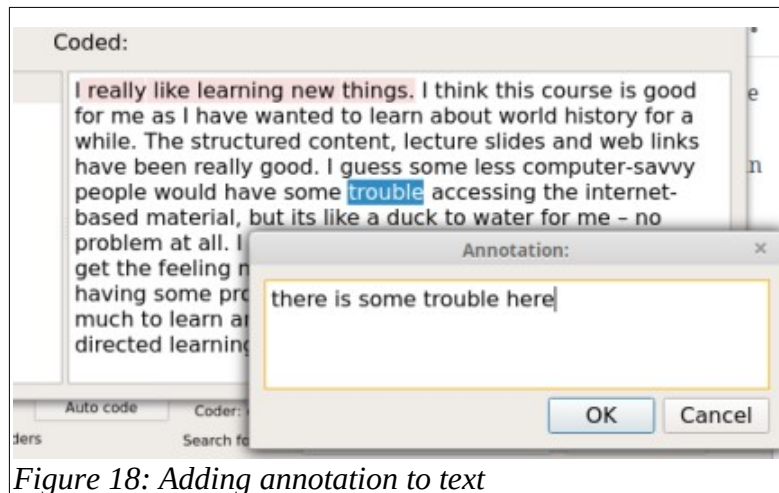 Coded:
I really like learning new things. I think this course is good
for me as I have wanted to learn about world history for a
while. The structured content, lecture slides and web links
have been really good. I guess some less computer-savvy
people would have some trouble accessing the internet-
based material, but its like a duck to water for me – no
problem at all. I
get the feeling
having some
much to learn
directed learning
Annotation:
there is some trouble here
OK Cancel
Auto code Coder:
Search
Figure 18: Adding annotation to text